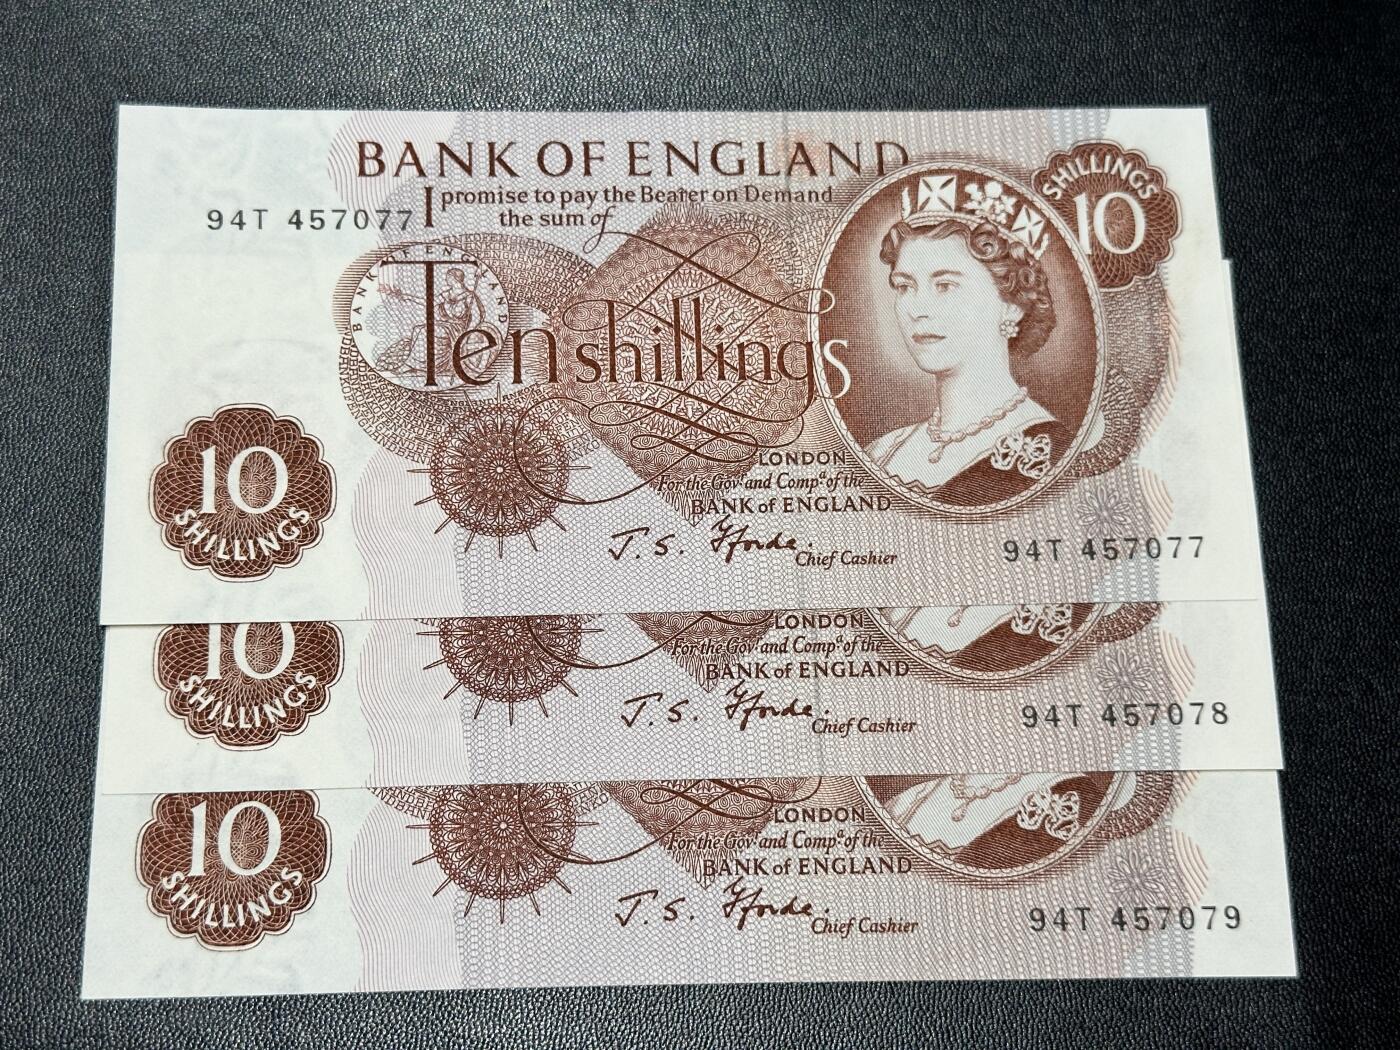 BANK OF ENGLAND
SHILLINGS
10
I promise to pay the Bearer on Demand
the sum of
94T 457077
BANK OF ENGLAND
Ten shillings
10
SHILLINGS
LONDON
For the Govr and Compa of the
BANK of ENGLAND
J. S. Fforde.
Chief Cashier
94T 457077
10
SHILLINGS
LONDON
For the Govr and Compa of the
BANK of ENGLAND
J. S. Fforde.
Chief Cashier
94T 457078
10
SHILLINGS
LONDON
For the Govr and Compa of the
BANK of ENGLAND
J. S. Fforde.
Chief Cashier
94T 457079